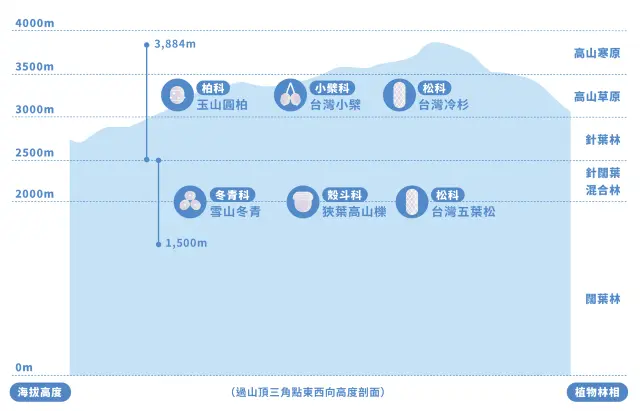 4000m
3,884m
高山寒原
3500m
柏科
小檗科
松科
玉山圓柏
台灣小檗
台灣冷杉
高山草原
3000m
針葉林
2500m
針闊葉
混合林
2000m
冬青科
殼斗科
松科
雪山冬青
狹葉高山櫟
台灣五葉松
1,500m
闊葉林
0m
海拔高度
（過山頂三角點東西向高度剖面）
植物林相